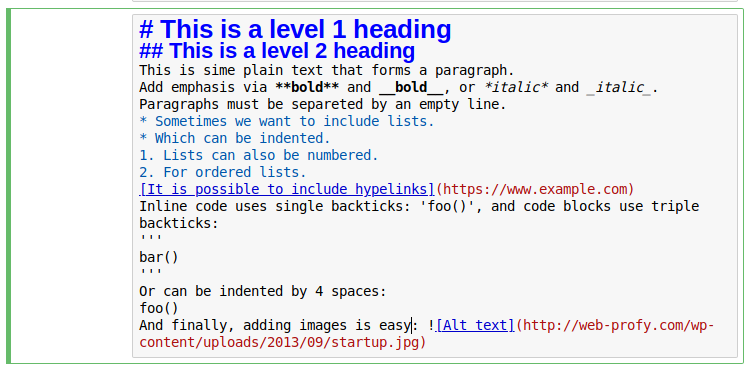 # This is a level 1 heading
## This is a level 2 heading
This is sime plain text that forms a paragraph.
Add emphasis via **bold** and __bold__, or *italic* and _italic_.
Paragraphs must be separeted by an empty line.
* Sometimes we want to include lists.
* Which can be indented.
1. Lists can also be numbered.
2. For ordered lists.
[It is possible to include hypelinks](https://www.example.com)
Inline code uses single backticks: 'foo()', and code blocks use triple
backticks:
'''
bar()
'''
Or can be indented by 4 spaces:
foo()
And finally, adding images is easy: ![Alt text](http://web-profy.com/wp-
content/uploads/2013/09/startup.jpg)